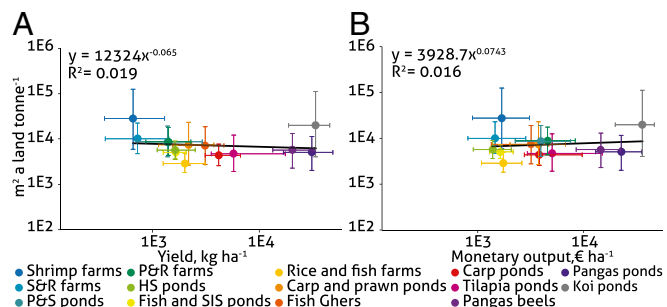 A
B
1E6
y = 12324x-0.065
R²= 0.019
1E5
1E4
1E3
1E2
m² a land tonne-1
1E3
1E4
Yield, kg ha-1
1E6
y = 3928.7x0.0743
R²= 0.016
1E5
1E4
1E3
1E2
1E3
1E4
Monetary output,€ ha-1
Shrimp farms
P&R farms
Rice and fish farms
Carp ponds
Pangas ponds
S&R farms
HS ponds
Carp and prawn ponds
Tilapia ponds
Koi ponds
P&S ponds
Fish and SIS ponds
Fish Ghers
Pangas beels